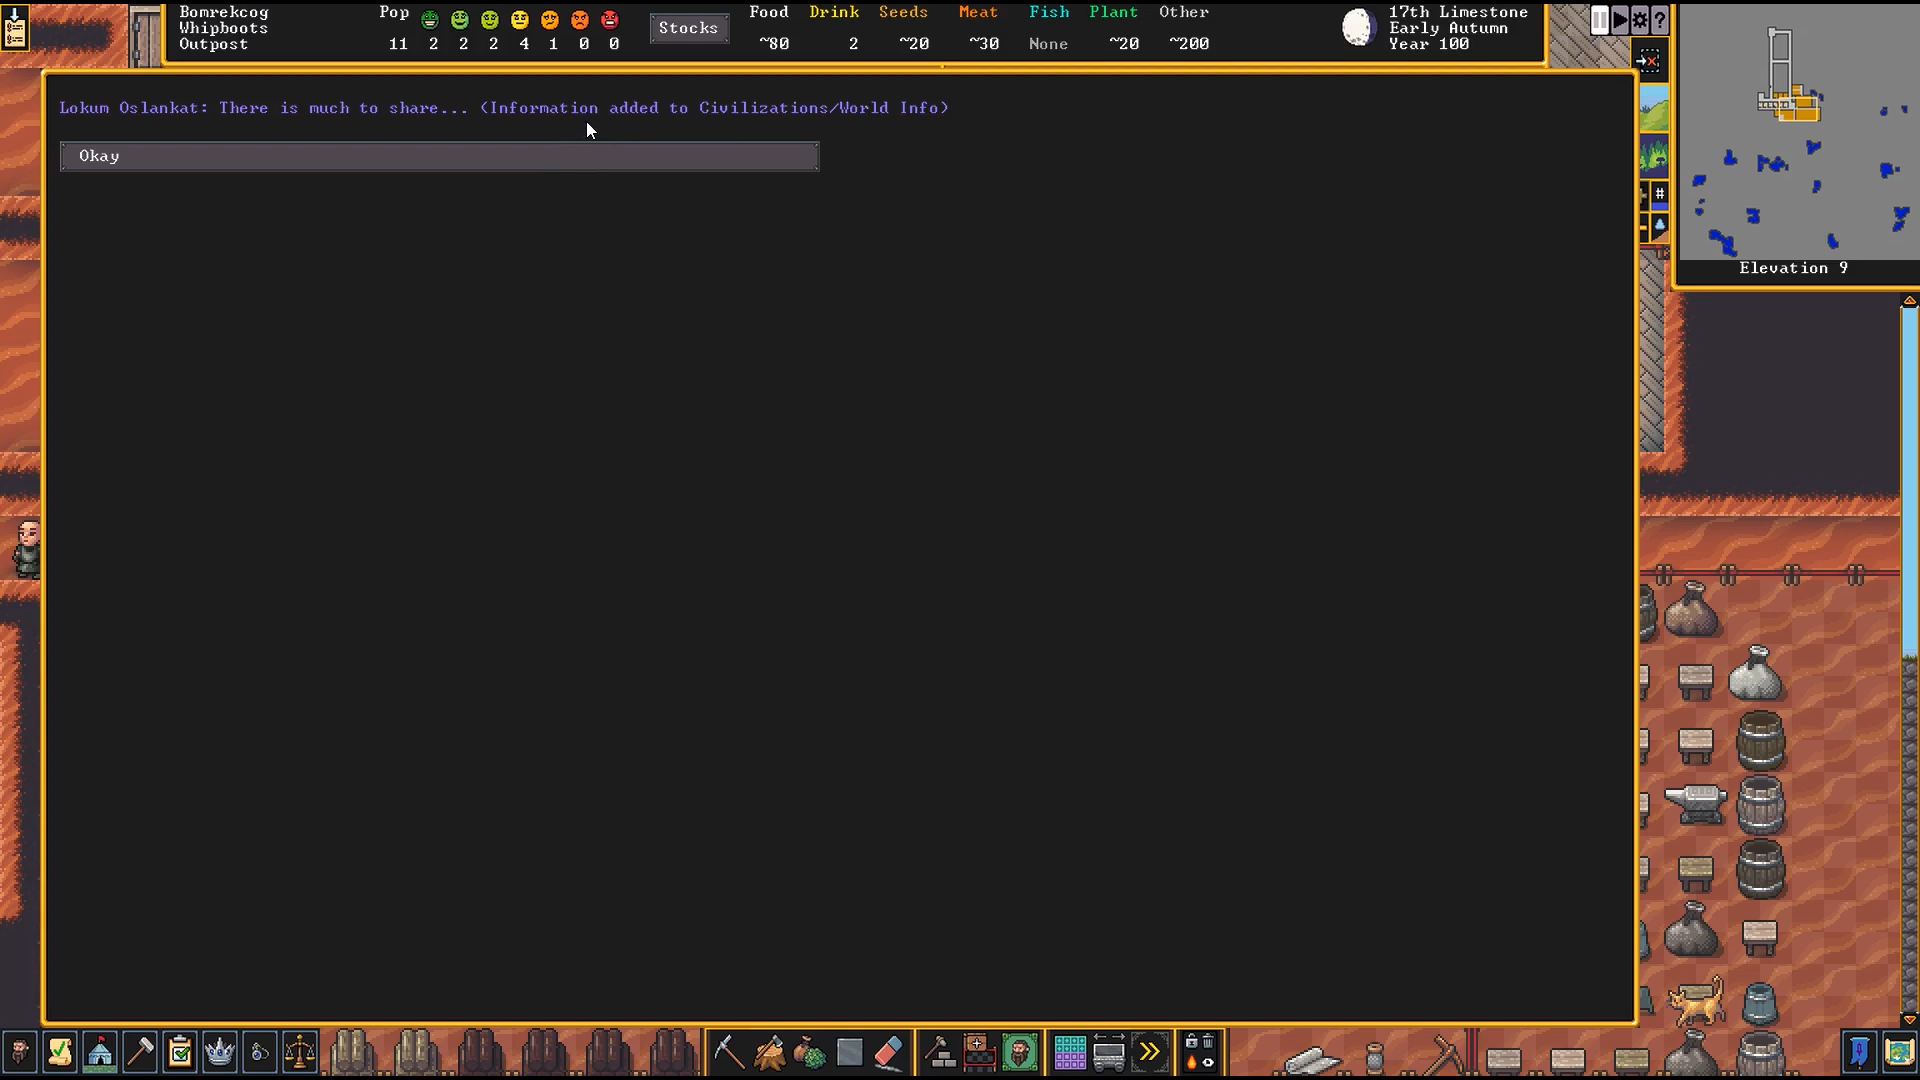 Bomrekcog
Whipboots
Outpost
Pop
11 2 2 2 4 1 0 0
Stocks
Food Drink Seeds Meat Fish Plant Other
~80 2 ~20 ~30 None ~20 ~200
17th Limestone
Early Autumn
Year 100
?
Lokum Oslankat: There is much to share... (Information added to Civilizations/World Info)
Okay
#
Elevation 9